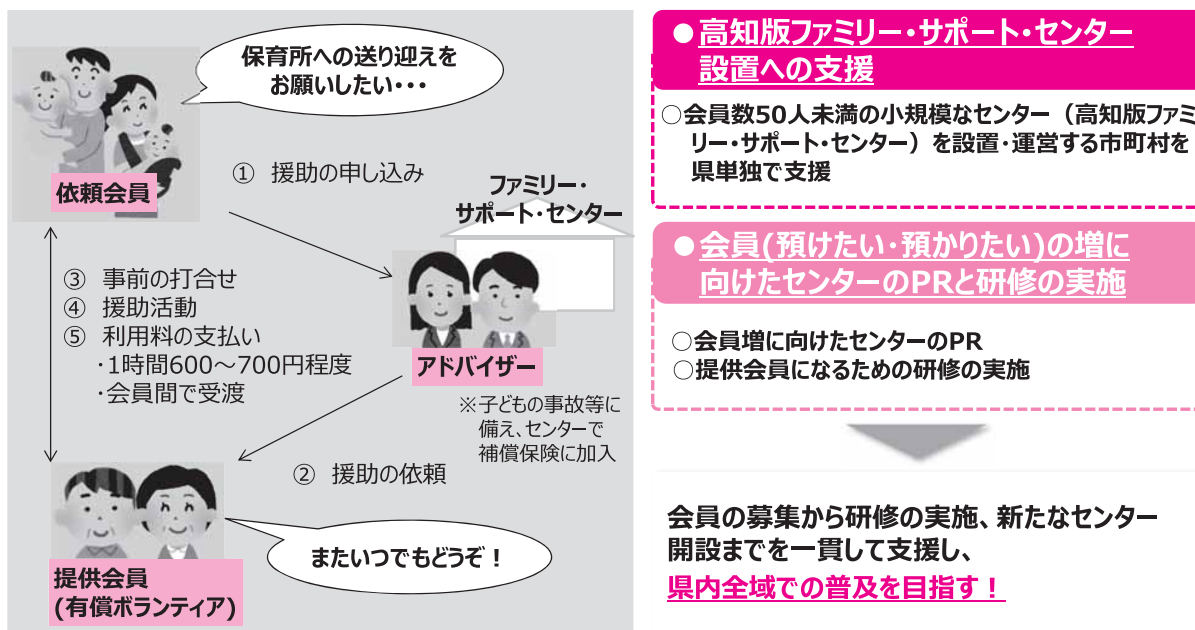 保育所への送り迎えを
お願いしたい・・・
依頼会員
① 援助の申し込み
ファミリー・
サポート・センター
③ 事前の打合せ
④ 援助活動
⑤ 利用料の支払い
・1時間600～700円程度
・会員間で受渡
アドバイザー
※子どもの事故等に
備え、センターで
補償保険に加入
② 援助の依頼
またいつでもどうぞ！
提供会員
(有償ボランティア)
●高知版ファミリー・サポート・センター
設置への支援
○会員数50人未満の小規模なセンター（高知版ファミ
リー・サポート・センター）を設置・運営する市町村を
県単独で支援
●会員(預けたい・預かりたい)の増に
向けたセンターのPRと研修の実施
○会員増に向けたセンターのPR
○提供会員になるための研修の実施
会員の募集から研修の実施、新たなセンター
開設までを一貫して支援し、
県内全域での普及を目指す！